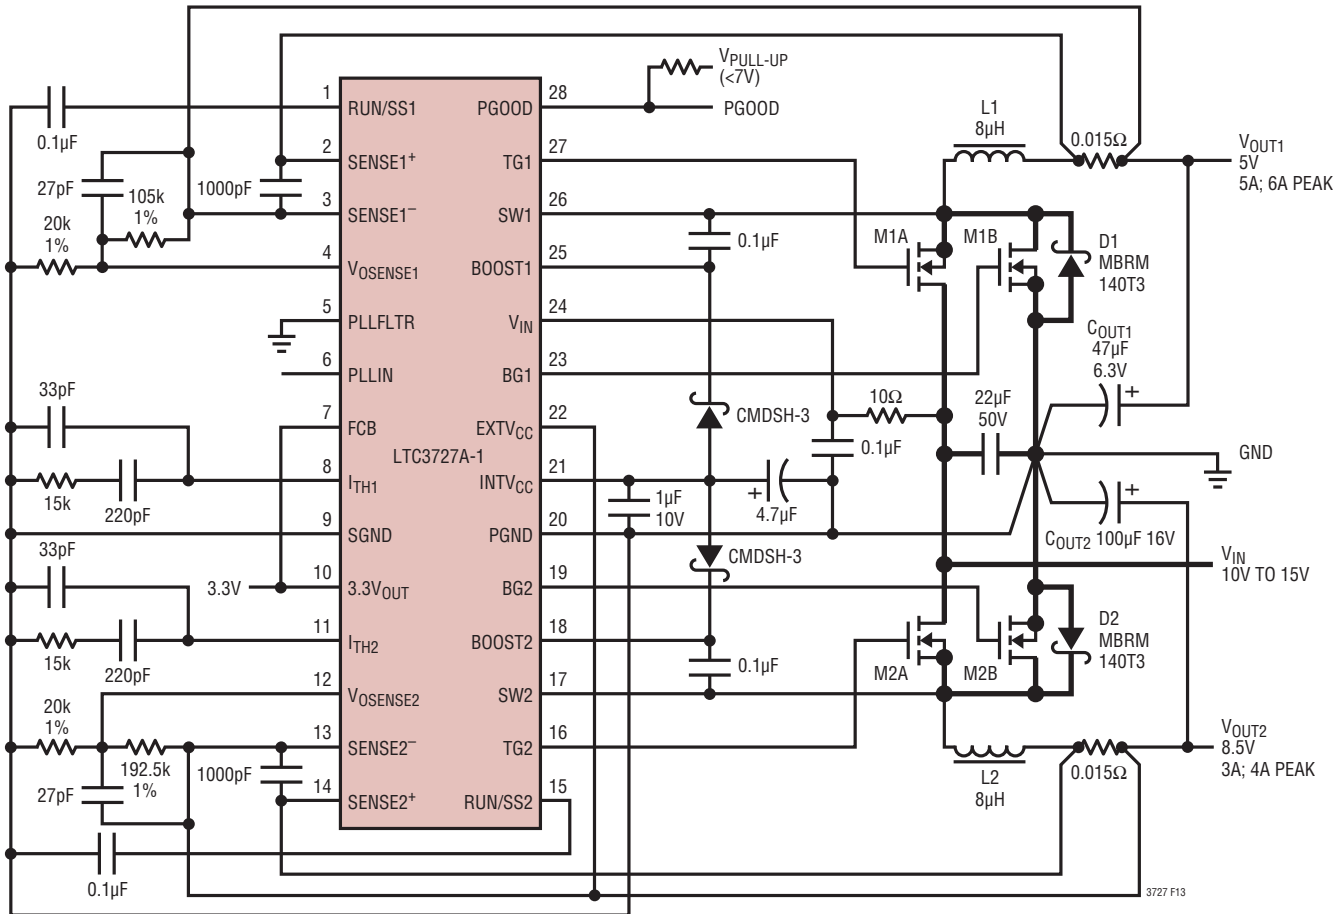 V_PULL-UP
(<7V)
PGOOD
0.1µF
1
RUN/SS1
PGOOD
28
2
SENSE1+
TG1
27
27pF
105k
1%
1000pF
3
SENSE1–
SW1
26
0.1µF
20k
1%
4
V_OSENSE1
BOOST1
25
5
PLLFLTR
V_IN
24
6
PLLIN
BG1
23
33pF
7
FCB
EXTV_CC
22
LTC3727A-1
15k
220pF
8
I_TH1
INTV_CC
21
9
SGND
PGND
20
33pF
3.3V
10
3.3V_OUT
BG2
19
15k
220pF
11
I_TH2
BOOST2
18
12
V_OSENSE2
SW2
17
20k
1%
192.5k
1%
13
SENSE2–
TG2
16
27pF
1000pF
14
SENSE2+
RUN/SS2
15
0.1µF
L1
8µH
0.015Ω
V_OUT1
5V
5A; 6A PEAK
M1A
M1B
D1
MBRM
140T3
C_OUT1
47µF
6.3V
+
CMDSH-3
10Ω
0.1µF
22µF
50V
GND
1µF
10V
+
4.7µF
+
C_OUT2 100µF 16V
CMDSH-3
V_IN
10V TO 15V
0.1µF
M2A
M2B
D2
MBRM
140T3
L2
8µH
0.015Ω
V_OUT2
8.5V
3A; 4A PEAK
3727 F13